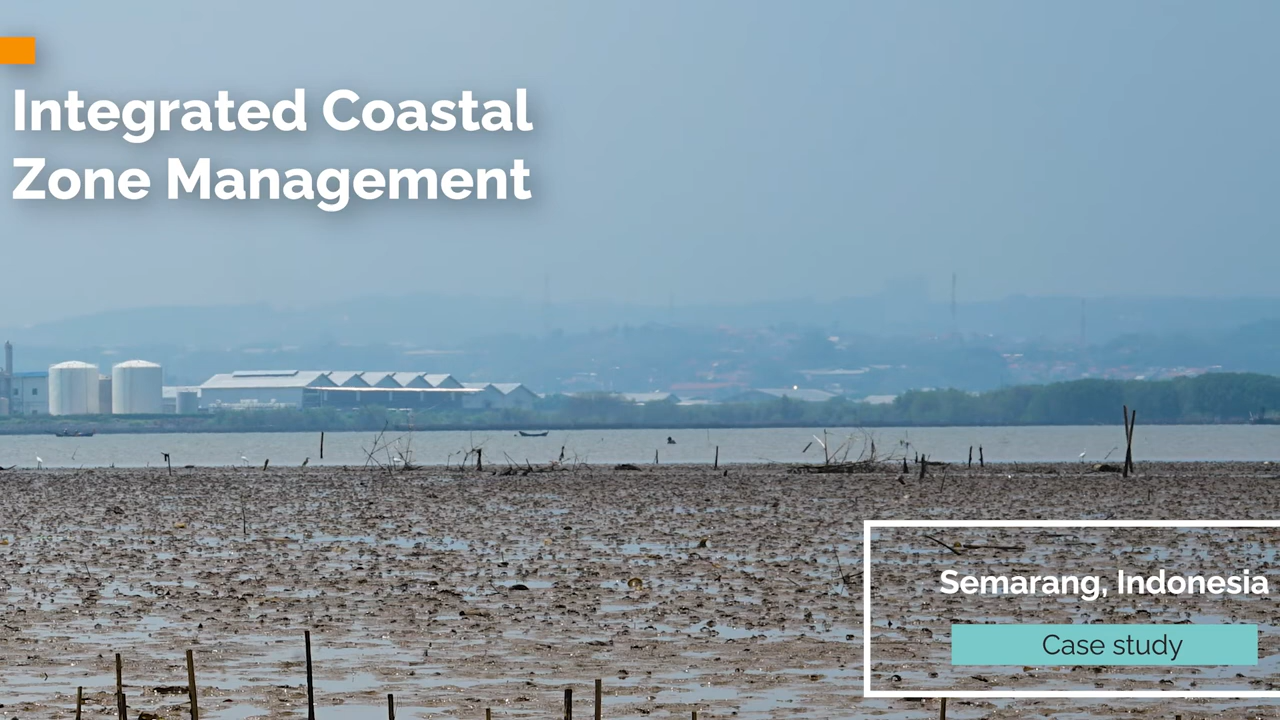 Integrated Coastal
Zone Management
Semarang, Indonesia
Case study